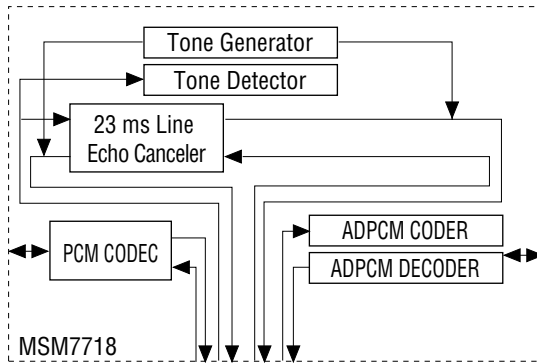 Tone Generator
Tone Detector
23 ms Line
Echo Canceler
PCM CODEC
ADPCM CODER
ADPCM DECODER
MSM7718